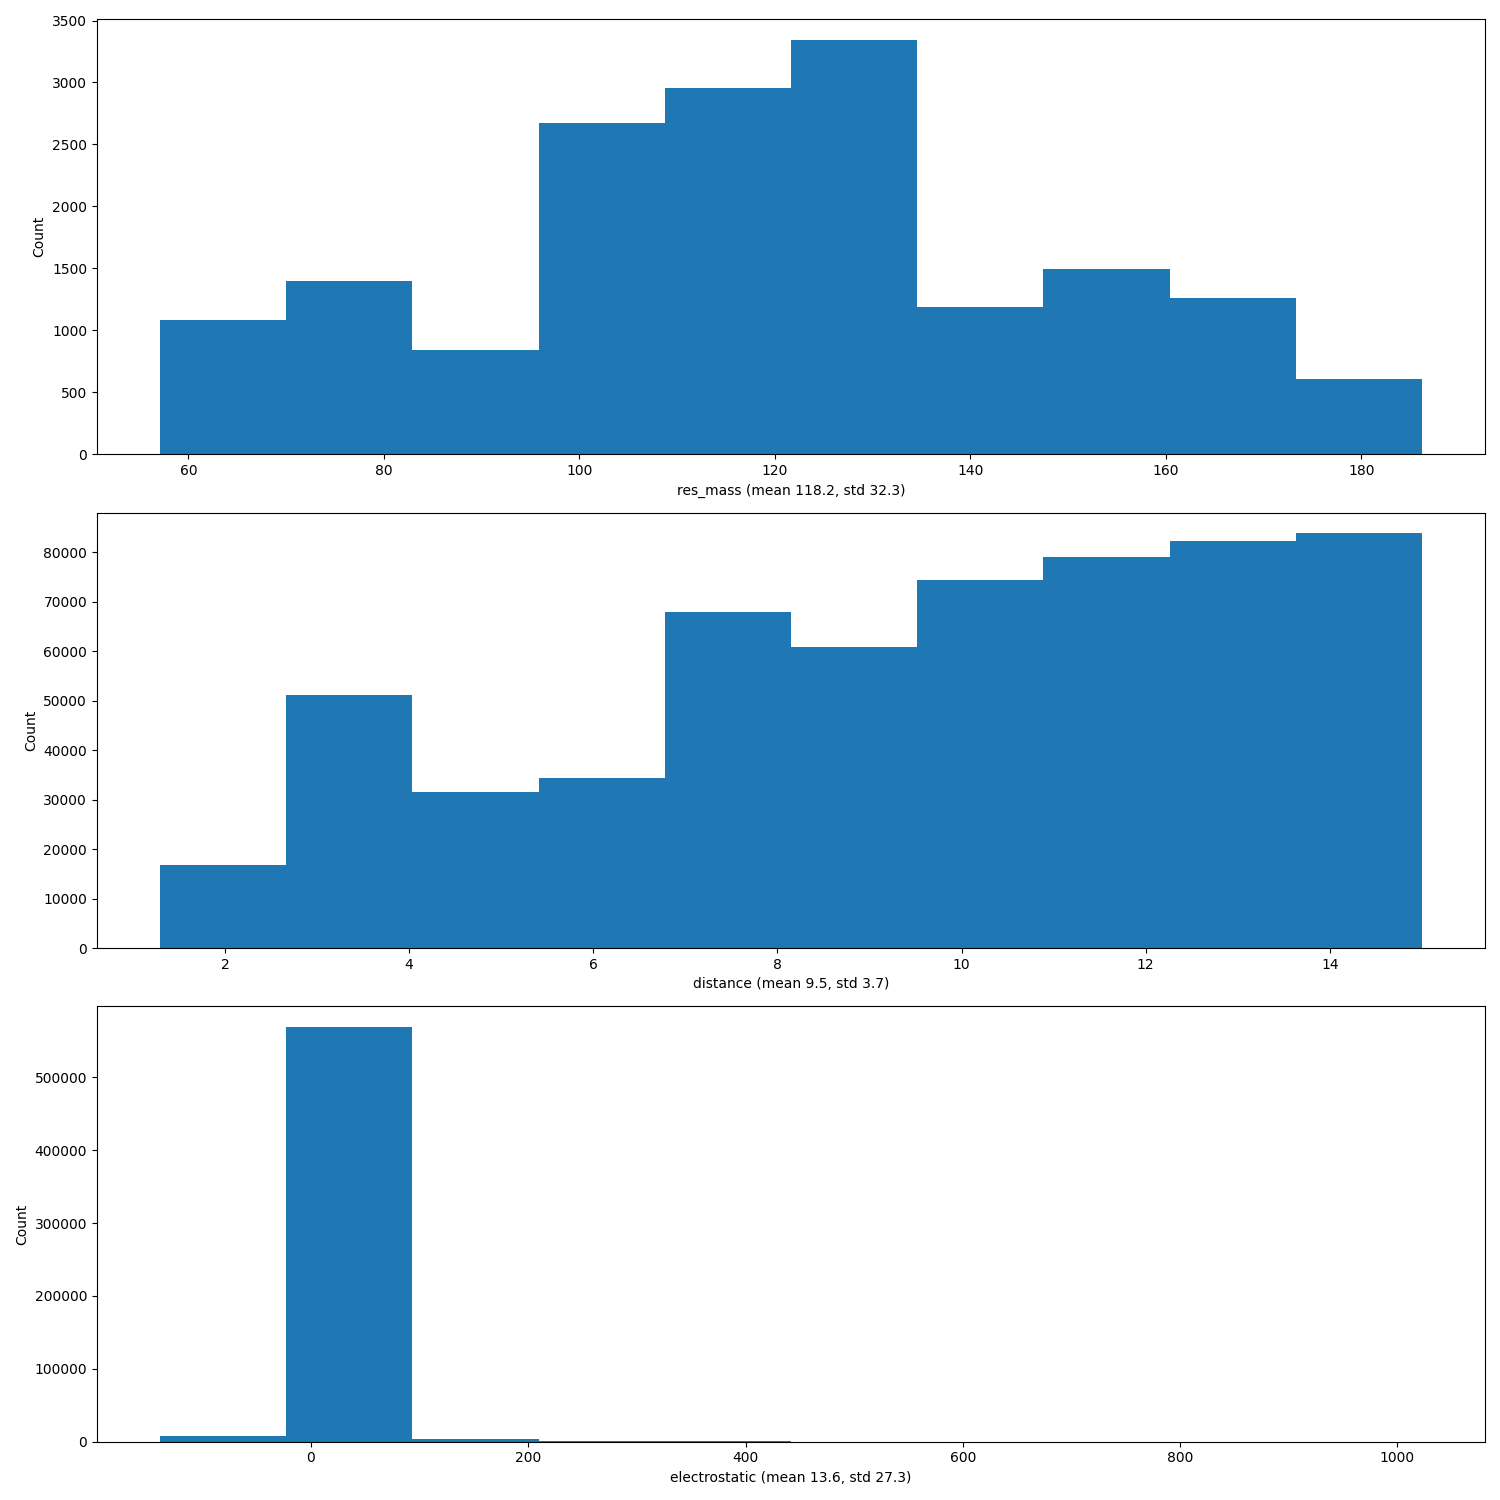 3500
3000
2500
2000
1500
1000
500
0
Count
60 80 100 120 140 160 180
res_mass (mean 118.2, std 32.3)
80000
70000
60000
50000
40000
30000
20000
10000
0
Count
2 4 6 8 10 12 14
distance (mean 9.5, std 3.7)
500000
400000
300000
200000
100000
0
Count
0 200 400 600 800 1000
electrostatic (mean 13.6, std 27.3)